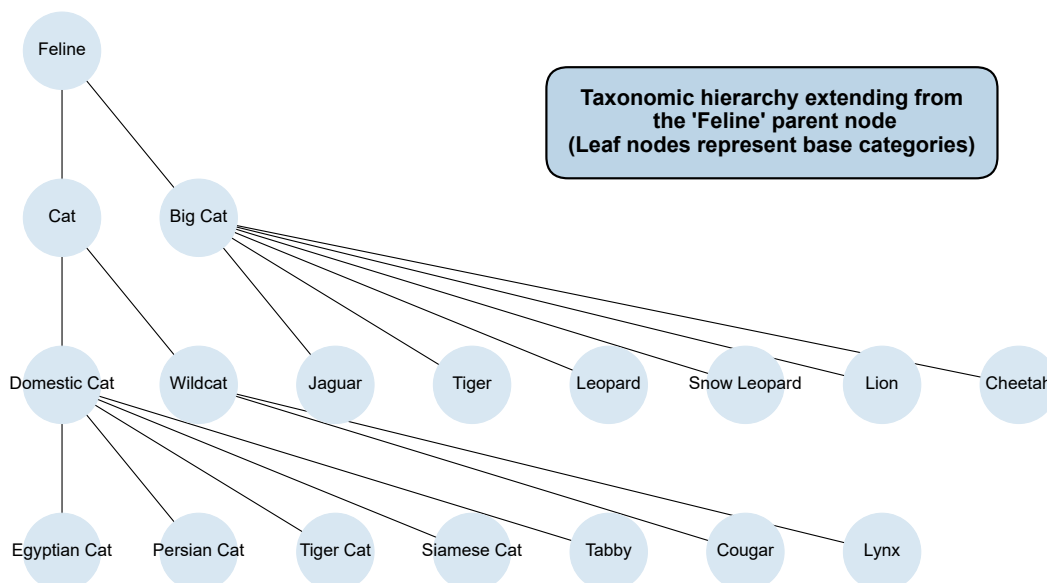 Feline
Taxonomic hierarchy extending from
the 'Feline' parent node
(Leaf nodes represent base categories)
Cat
Big Cat
Domestic Cat
Wildcat
Jaguar
Tiger
Leopard
Snow Leopard
Lion
Cheetah
Egyptian Cat
Persian Cat
Tiger Cat
Siamese Cat
Tabby
Cougar
Lynx